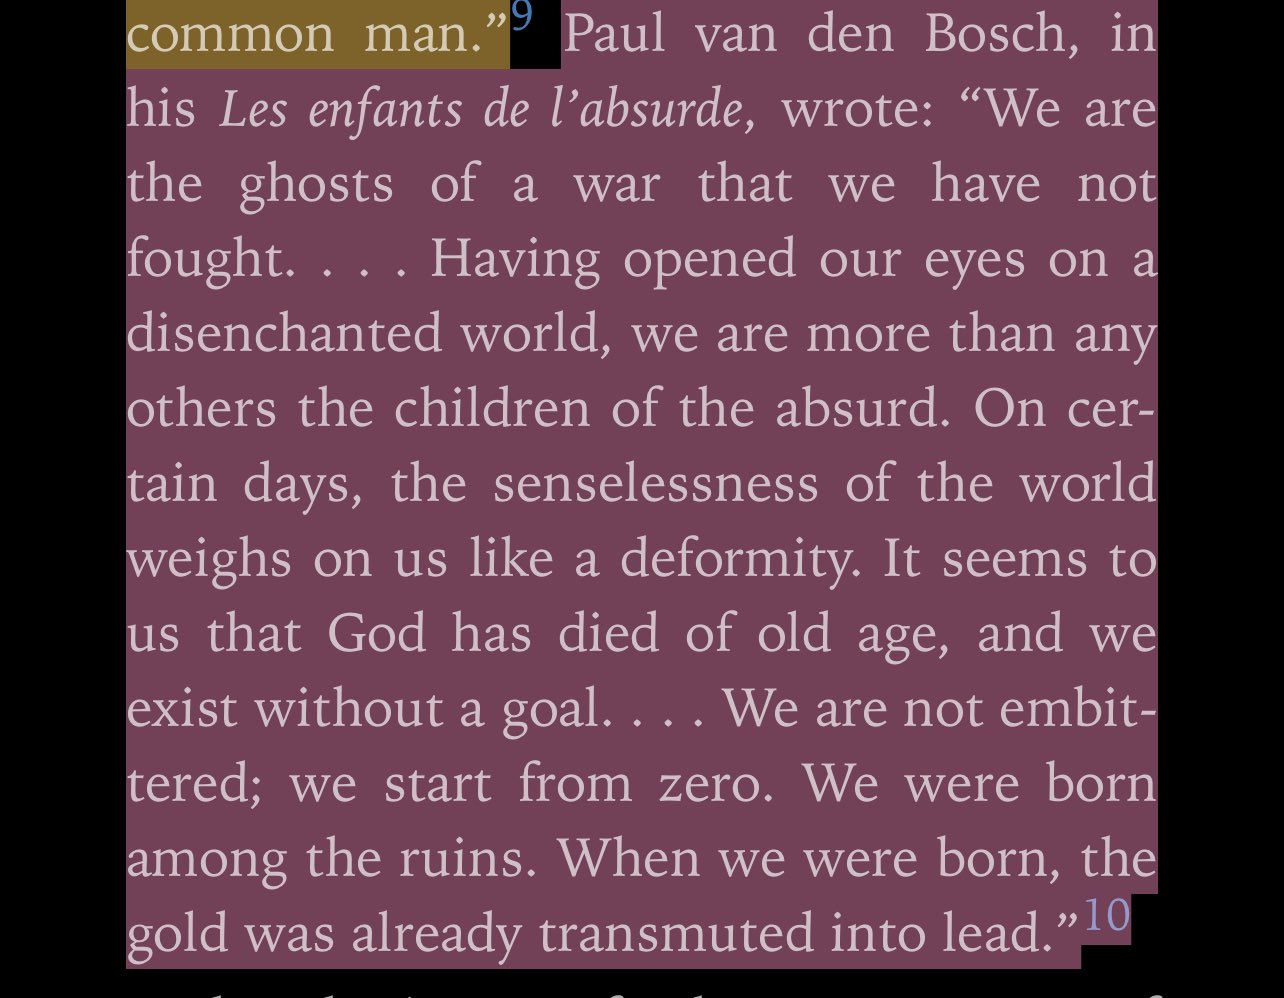 common man.”9 Paul van den Bosch, in
his Les enfants de l’absurde, wrote: “We are
the ghosts of a war that we have not
fought. . . . Having opened our eyes on a
disenchanted world, we are more than any
others the children of the absurd. On cer-
tain days, the senselessness of the world
weighs on us like a deformity. It seems to
us that God has died of old age, and we
exist without a goal. . . . We are not embit-
tered; we start from zero. We were born
among the ruins. When we were born, the
gold was already transmuted into lead.”10